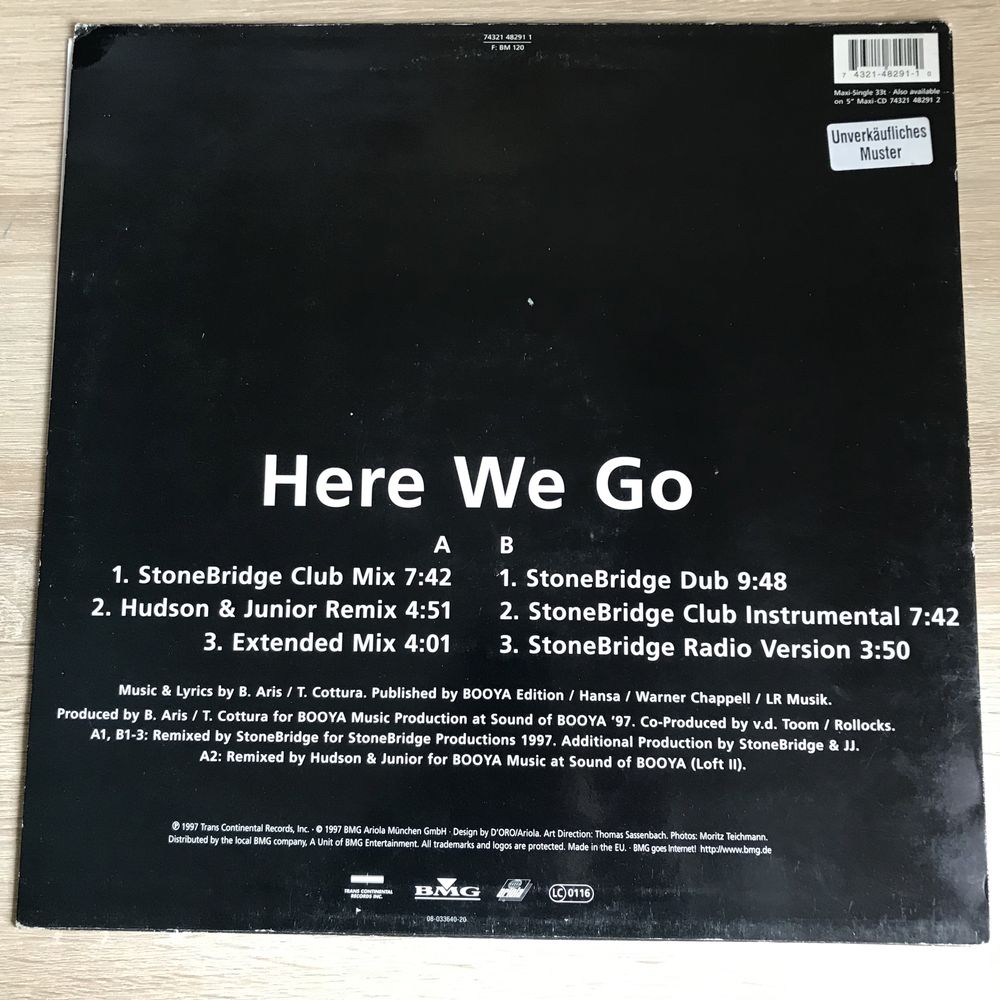 74321 48291 1
F: BM 120
7 4321-48291-1 0
Maxi-Single 33t · Also available
on 5" Maxi-CD 74321 48291 2
Unverkäufliches
Muster
Here We Go
A
1. StoneBridge Club Mix 7:42
2. Hudson & Junior Remix 4:51
3. Extended Mix 4:01
B
1. StoneBridge Dub 9:48
2. StoneBridge Club Instrumental 7:42
3. StoneBridge Radio Version 3:50
Music & Lyrics by B. Aris / T. Cottura. Published by BOOYA Edition / Hansa / Warner Chappell / LR Musik.
Produced by B. Aris / T. Cottura for BOOYA Music Production at Sound of BOOYA '97. Co-Produced by v.d. Toom / Rollocks.
A1, B1-3: Remixed by StoneBridge for StoneBridge Productions 1997. Additional Production by StoneBridge & JJ.
A2: Remixed by Hudson & Junior for BOOYA Music at Sound of BOOYA (Loft II).
℗ 1997 Trans Continental Records, Inc. · © 1997 BMG Ariola München GmbH · Design by D'ORO/Ariola. Art Direction: Thomas Sassenbach. Photos: Moritz Teichmann.
Distributed by the local BMG company, A Unit of BMG Entertainment. All trademarks and logos are protected. Made in the EU. · BMG goes Internet! http://www.bmg.de
TRANS CONTINENTAL
RECORDS INC.
BMG
LC 0116
08-033640-20